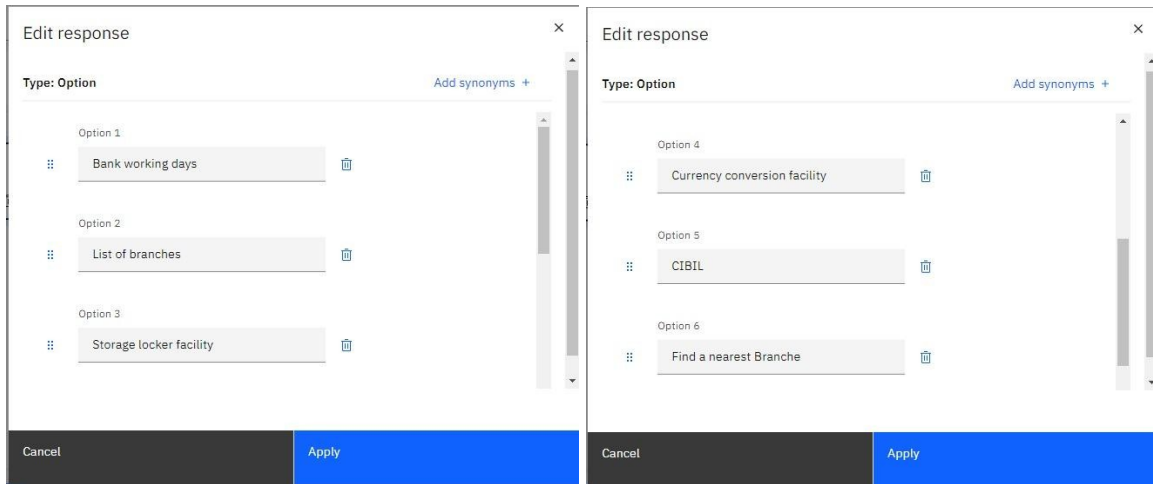 Edit response
Type: Option
Add synonyms +
Option 1
Bank working days
Option 2
List of branches
Option 3
Storage locker facility
Cancel
Apply
Edit response
Type: Option
Add synonyms +
Option 4
Currency conversion facility
Option 5
CIBIL
Option 6
Find a nearest Branche
Cancel
Apply